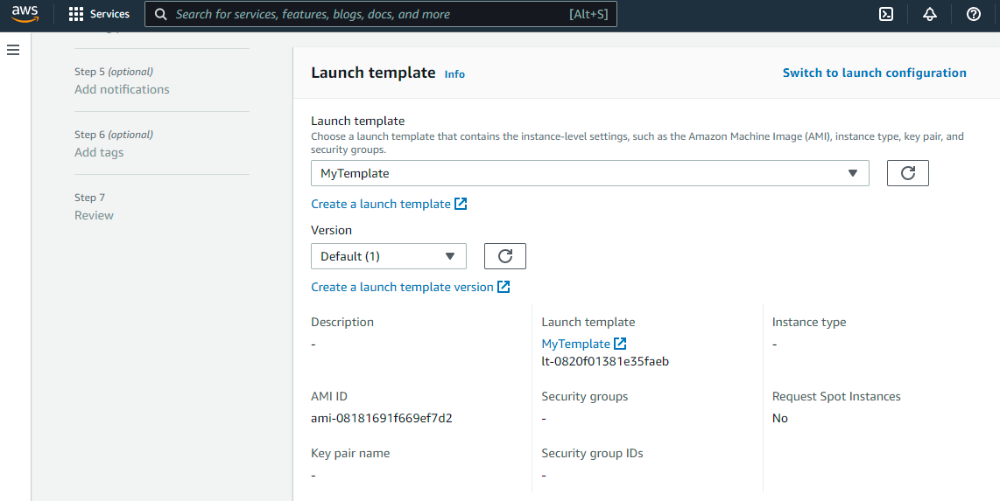 aws
Services
Search for services, features, blogs, docs, and more
[Alt+S]
Step 5 (optional)
Add notifications
Step 6 (optional)
Add tags
Step 7
Review
Launch template Info
Switch to launch configuration
Launch template
Choose a launch template that contains the instance-level settings, such as the Amazon Machine Image (AMI), instance type, key pair, and
security groups.
MyTemplate
Create a launch template
Version
Default (1)
Create a launch template version
Description
-
Launch template
MyTemplate
lt-0820f01381e35faeb
Instance type
-
AMI ID
ami-08181691f669ef7d2
Security groups
-
Request Spot Instances
No
Key pair name
-
Security group IDs
-